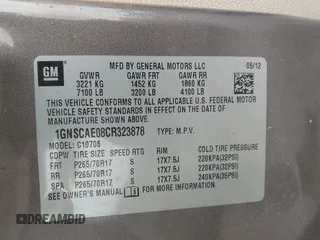 GM
MFD BY GENERAL MOTORS LLC 05/12
GVWR GAWR FRT GAWR RR
3221 KG 1452 KG 1860 KG
7100 LB 3200 LB 4100 LB
THIS VEHICLE CONFORMS TO ALL APPLICABLE U.S. FEDERAL MOTOR VEHICLE SAFETY AND THEFT PREVENTION STANDARDS IN EFFECT ON THE DATE OF MANUFACTURE SHOWN ABOVE.
1GNSCAE08CR323878 TYPE: M.P.V.
MODEL: C10706
COPW TIRE SIZE SPEED RTG RIM COLD TIRE PRESSURE
FRT P265/70R17 S 17X7.5J 220KPA(32PSI)
RR P265/70R17 S 17X7.5J 220KPA(32PSI)
SPA P265/70R17 S 17X7.5J 240KPA(35PSI)
SEE OWNER'S MANUAL FOR MORE INFORMATION.
DREAMBID